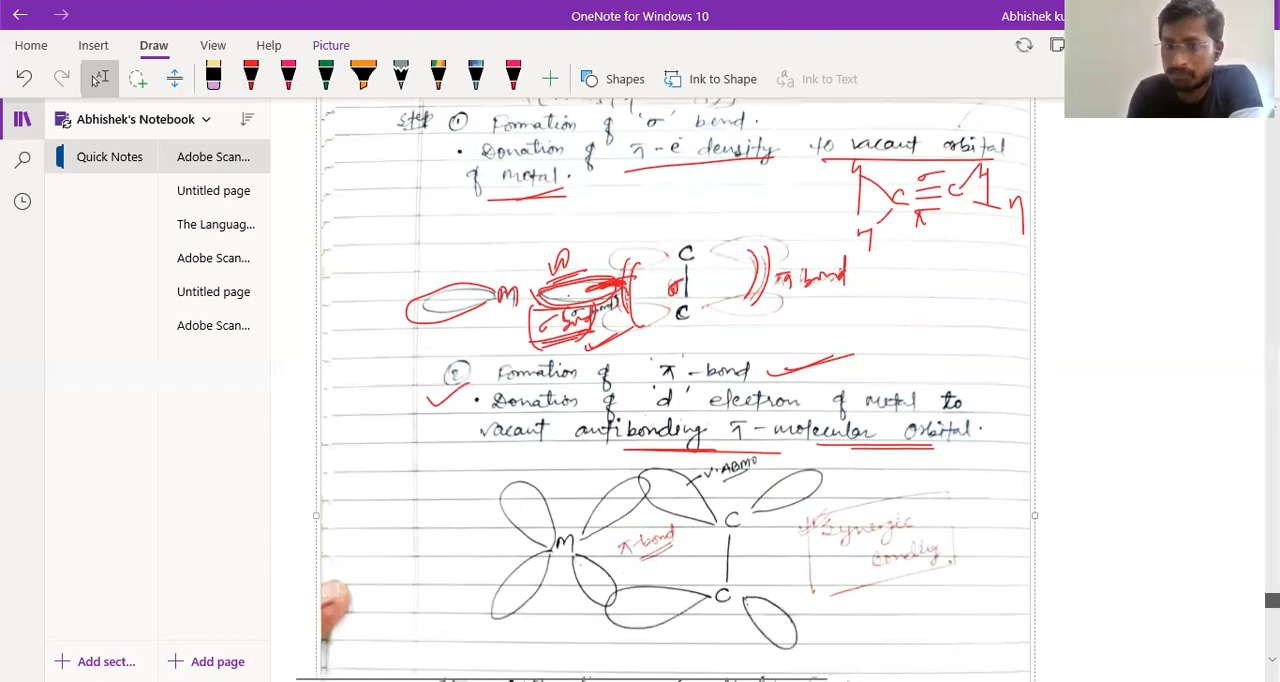 OneNote for Windows 10
Abhishek ku
Home Insert Draw View Help Picture
Shapes Ink to Shape Ink to Text
Abhishek's Notebook
Quick Notes
Adobe Scan...
Untitled page
The Languag...
Adobe Scan...
Untitled page
Adobe Scan...
Add sect... Add page
Step ① Formation of 'σ' bond.
• Donation of π-e⁻ density to vacant orbital
of metal.
H C σ C H
H π H
C
M σ bond σ π bond
C
② Formation of 'π'-bond
• Donation of 'd' electron of metal to
vacant antibonding π-molecular orbital.
V.ABMO
M π-bond C
C
Synergic
bonding